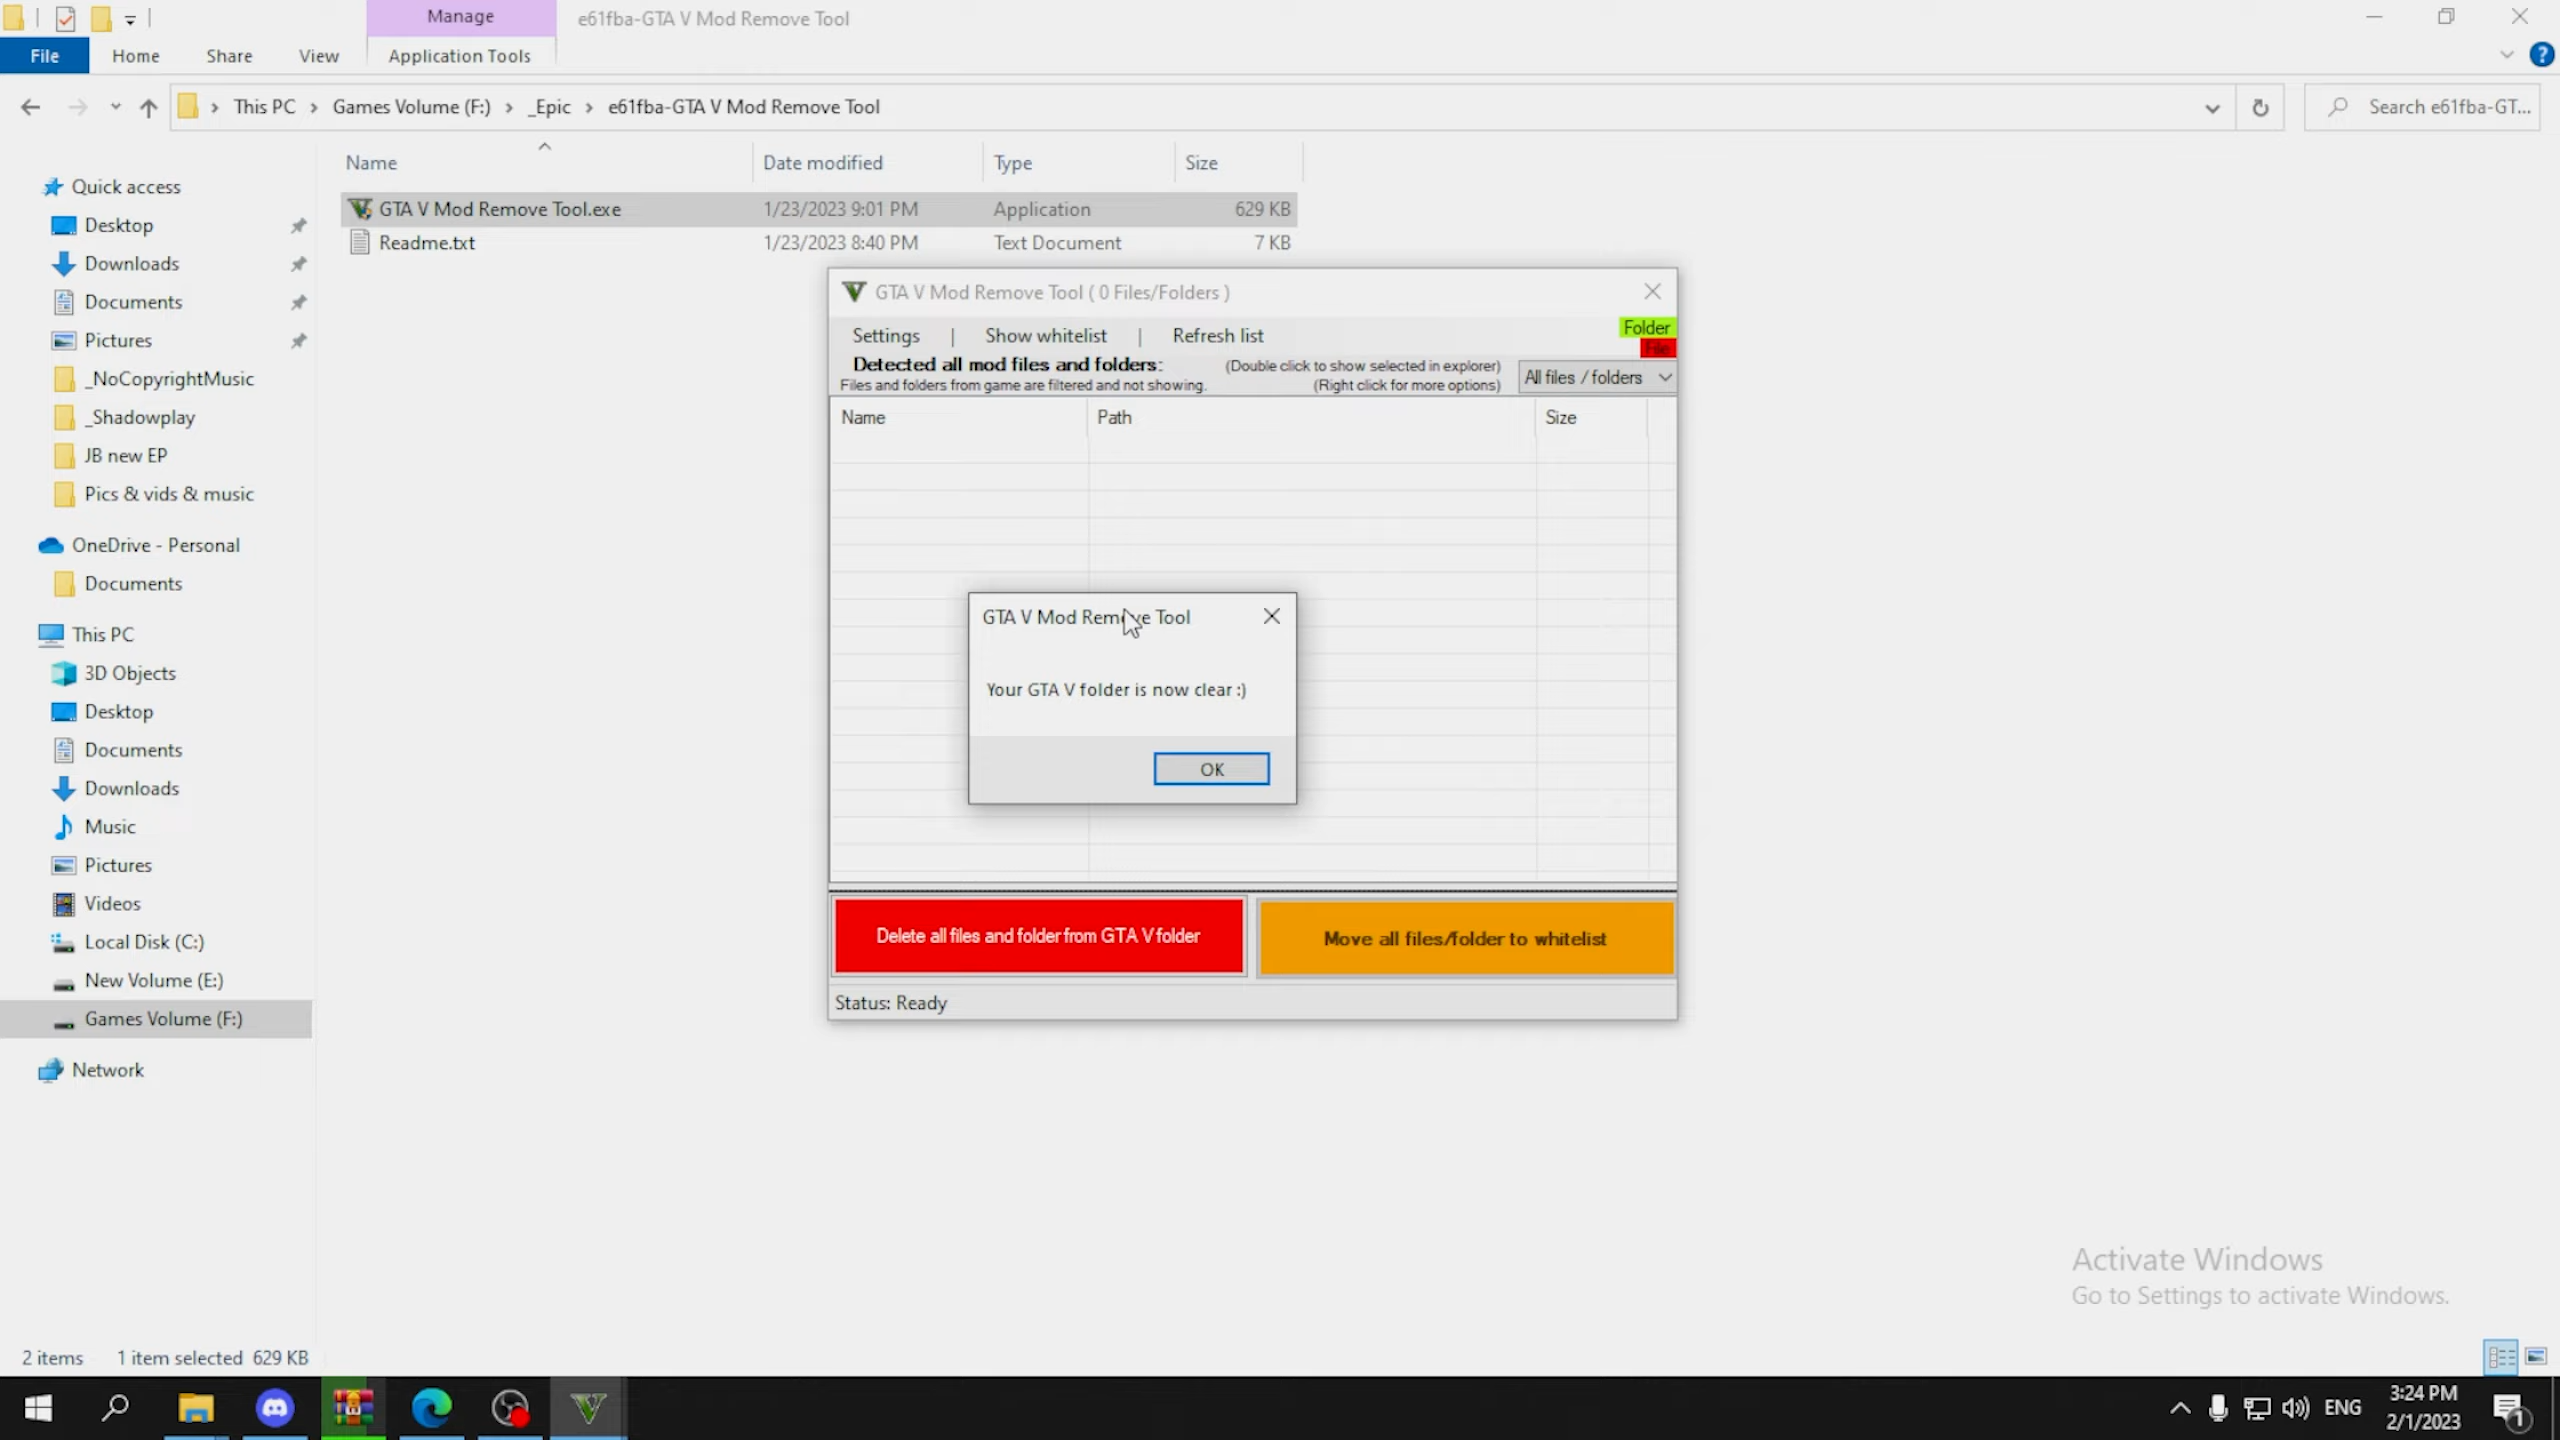 Manage
e61fba-GTA V Mod Remove Tool
File
Home
Share
View
Application Tools
This PC
Games Volume (F:)
_Epic
e61fba-GTA V Mod Remove Tool
Search e61fba-GT...
Name
Date modified
Type
Size
GTA V Mod Remove Tool.exe
1/23/2023 9:01 PM
Application
629 KB
Readme.txt
1/23/2023 8:40 PM
Text Document
7 KB
Quick access
Desktop
Downloads
Documents
Pictures
_NoCopyrightMusic
_Shadowplay
JB new EP
Pics & vids & music
OneDrive - Personal
Documents
This PC
3D Objects
Desktop
Documents
Downloads
Music
Pictures
Videos
Local Disk (C:)
New Volume (E:)
Games Volume (F:)
Network
GTA V Mod Remove Tool ( 0 Files/Folders )
Settings | Show whitelist | Refresh list
Folder
File
Detected all mod files and folders:
(Double click to show selected in explorer)
Files and folders from game are filtered and not showing.
(Right click for more options)
All files / folders
Name
Path
Size
GTA V Mod Remove Tool
Your GTA V folder is now clear :)
OK
Delete all files and folder from GTA V folder
Move all files/folder to whitelist
Status: Ready
Activate Windows
Go to Settings to activate Windows.
2 items
1 item selected 629 KB
ENG
3:24 PM
2/1/2023
1